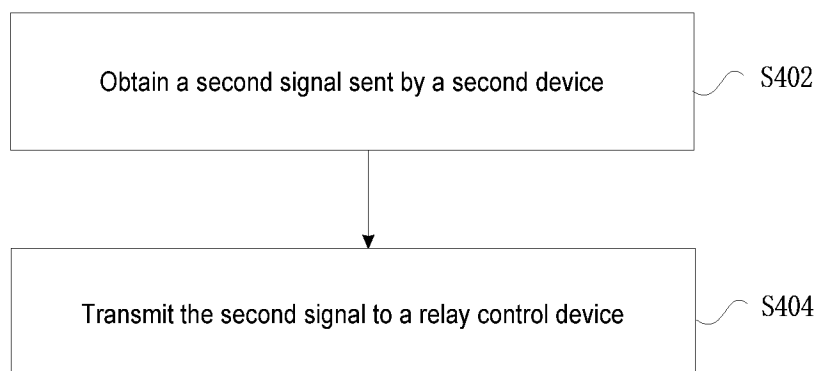 Obtain a second signal sent by a second device
S402
Transmit the second signal to a relay control device
S404